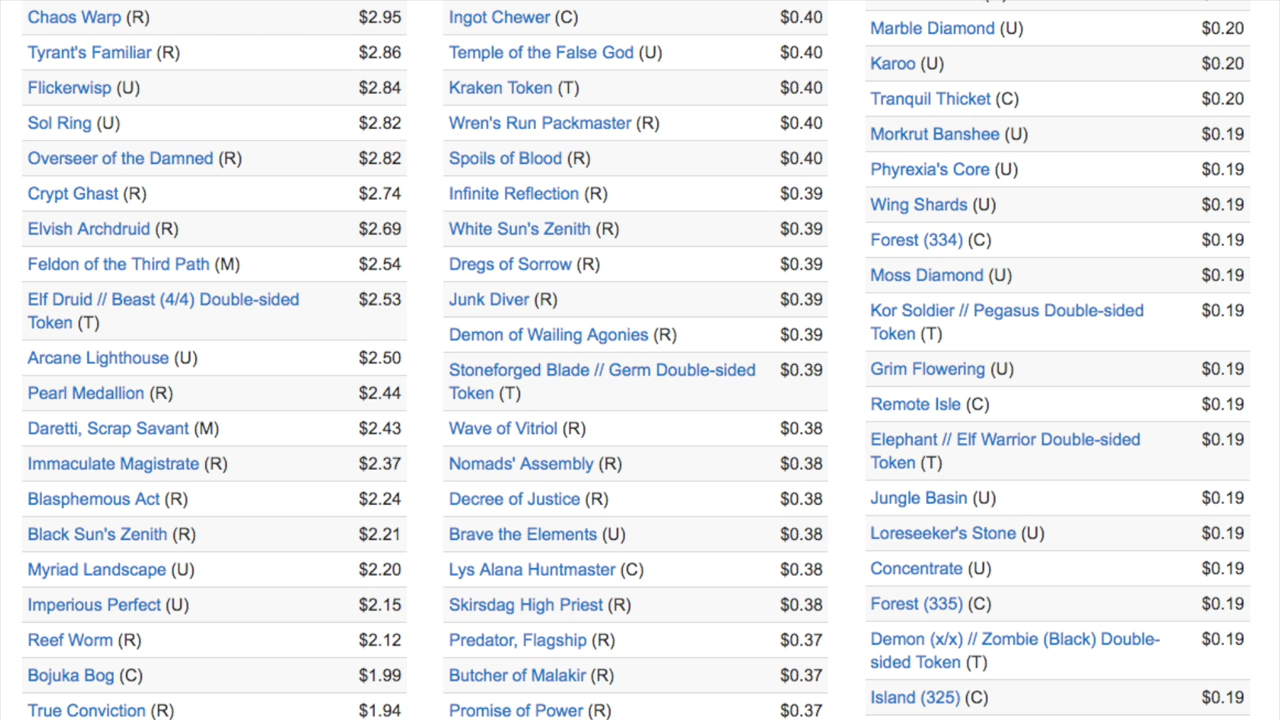 Chaos Warp (R) $2.95
Tyrant's Familiar (R) $2.86
Flickerwisp (U) $2.84
Sol Ring (U) $2.82
Overseer of the Damned (R) $2.82
Crypt Ghast (R) $2.74
Elvish Archdruid (R) $2.69
Feldon of the Third Path (M) $2.54
Elf Druid // Beast (4/4) Double-sided $2.53
Token (T)
Arcane Lighthouse (U) $2.50
Pearl Medallion (R) $2.44
Daretti, Scrap Savant (M) $2.43
Immaculate Magistrate (R) $2.37
Blasphemous Act (R) $2.24
Black Sun's Zenith (R) $2.21
Myriad Landscape (U) $2.20
Imperious Perfect (U) $2.15
Reef Worm (R) $2.12
Bojuka Bog (C) $1.99
True Conviction (R) $1.94
Ingot Chewer (C) $0.40
Temple of the False God (U) $0.40
Kraken Token (T) $0.40
Wren's Run Packmaster (R) $0.40
Spoils of Blood (R) $0.40
Infinite Reflection (R) $0.39
White Sun's Zenith (R) $0.39
Dregs of Sorrow (R) $0.39
Junk Diver (R) $0.39
Demon of Wailing Agonies (R) $0.39
Stoneforged Blade // Germ Double-sided $0.39
Token (T)
Wave of Vitriol (R) $0.38
Nomads' Assembly (R) $0.38
Decree of Justice (R) $0.38
Brave the Elements (U) $0.38
Lys Alana Huntmaster (C) $0.38
Skirsdag High Priest (R) $0.38
Predator, Flagship (R) $0.37
Butcher of Malakir (R) $0.37
Promise of Power (R) $0.37
Marble Diamond (U) $0.20
Karoo (U) $0.20
Tranquil Thicket (C) $0.20
Morkrut Banshee (U) $0.19
Phyrexia's Core (U) $0.19
Wing Shards (U) $0.19
Forest (334) (C) $0.19
Moss Diamond (U) $0.19
Kor Soldier // Pegasus Double-sided $0.19
Token (T)
Grim Flowering (U) $0.19
Remote Isle (C) $0.19
Elephant // Elf Warrior Double-sided $0.19
Token (T)
Jungle Basin (U) $0.19
Loreseeker's Stone (U) $0.19
Concentrate (U) $0.19
Forest (335) (C) $0.19
Demon (x/x) // Zombie (Black) Double- $0.19
sided Token (T)
Island (325) (C) $0.19